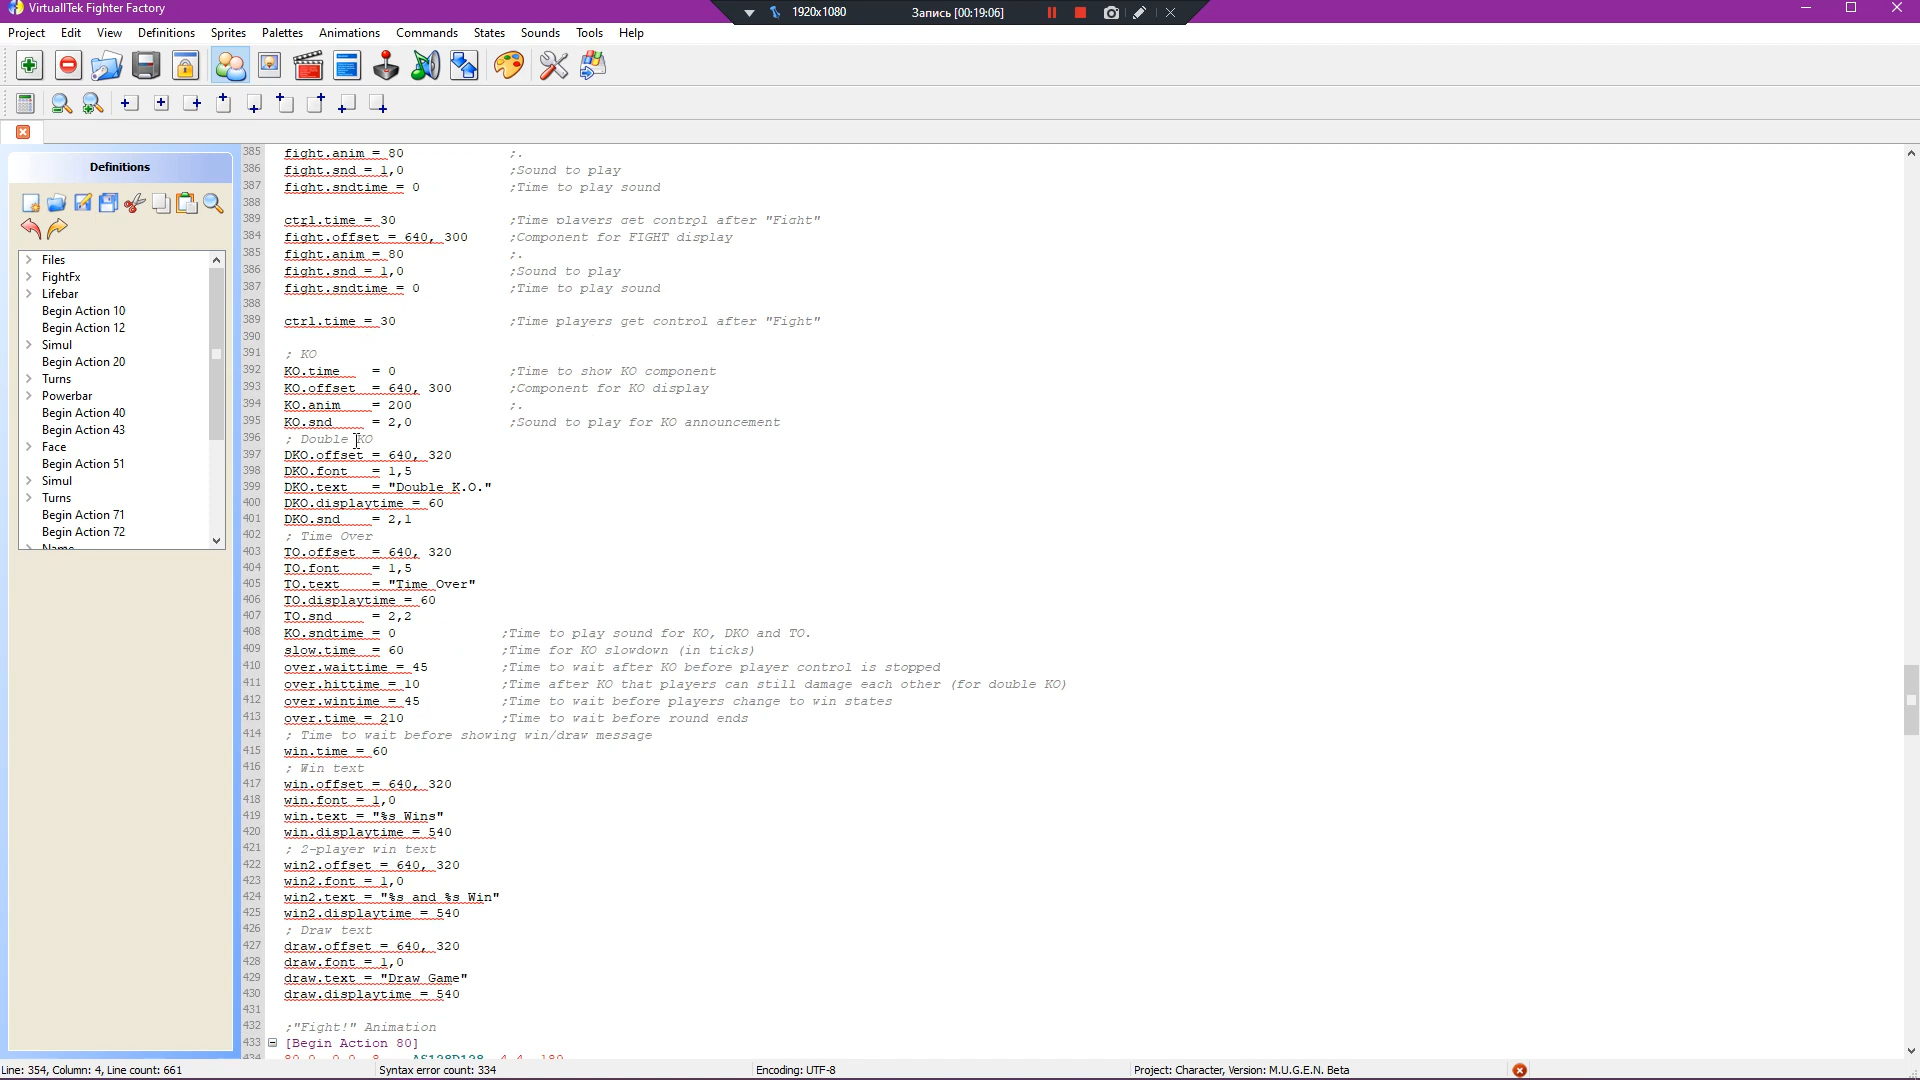 VirtuallTek Fighter Factory
1920x1080
Запись [00:19:06]
Project Edit View Definitions Sprites Palettes Animations Commands States Sounds Tools Help
Definitions
Files
FightFx
Lifebar
Begin Action 10
Begin Action 12
Simul
Begin Action 20
Turns
Powerbar
Begin Action 40
Begin Action 43
Face
Begin Action 51
Simul
Turns
Begin Action 71
Begin Action 72
Name
385 fight.anim = 80 ;.
386 fight.snd = 1,0 ;Sound to play
387 fight.sndtime = 0 ;Time to play sound
388
389 ctrl.time = 30 ;Time players get control after "Fight"
384 fight.offset = 640, 300 ;Component for FIGHT display
385 fight.anim = 80 ;.
386 fight.snd = 1,0 ;Sound to play
387 fight.sndtime = 0 ;Time to play sound
388
389 ctrl.time = 30 ;Time players get control after "Fight"
390
391 ; KO
392 KO.time = 0 ;Time to show KO component
393 KO.offset = 640, 300 ;Component for KO display
394 KO.anim = 200 ;.
395 KO.snd = 2,0 ;Sound to play for KO announcement
396 ; Double KO
397 DKO.offset = 640, 320
398 DKO.font = 1,5
399 DKO.text = "Double K.O."
400 DKO.displaytime = 60
401 DKO.snd = 2,1
402 ; Time Over
403 TO.offset = 640, 320
404 TO.font = 1,5
405 TO.text = "Time Over"
406 TO.displaytime = 60
407 TO.snd = 2,2
408 KO.sndtime = 0 ;Time to play sound for KO, DKO and TO.
409 slow.time = 60 ;Time for KO slowdown (in ticks)
410 over.waittime = 45 ;Time to wait after KO before player control is stopped
411 over.hittime = 10 ;Time after KO that players can still damage each other (for double KO)
412 over.wintime = 45 ;Time to wait before players change to win states
413 over.time = 210 ;Time to wait before round ends
414 ; Time to wait before showing win/draw message
415 win.time = 60
416 ; Win text
417 win.offset = 640, 320
418 win.font = 1,0
419 win.text = "%s Wins"
420 win.displaytime = 540
421 ; 2-player win text
422 win2.offset = 640, 320
423 win2.font = 1,0
424 win2.text = "%s and %s Win"
425 win2.displaytime = 540
426 ; Draw text
427 draw.offset = 640, 320
428 draw.font = 1,0
429 draw.text = "Draw Game"
430 draw.displaytime = 540
431
432 ;"Fight!" Animation
433 [Begin Action 80]
434 80,0, 0,0, 8, , AS128D128, 4.4, 180
Line: 354, Column: 4, Line count: 661
Syntax error count: 334
Encoding: UTF-8
Project: Character, Version: M.U.G.E.N. Beta